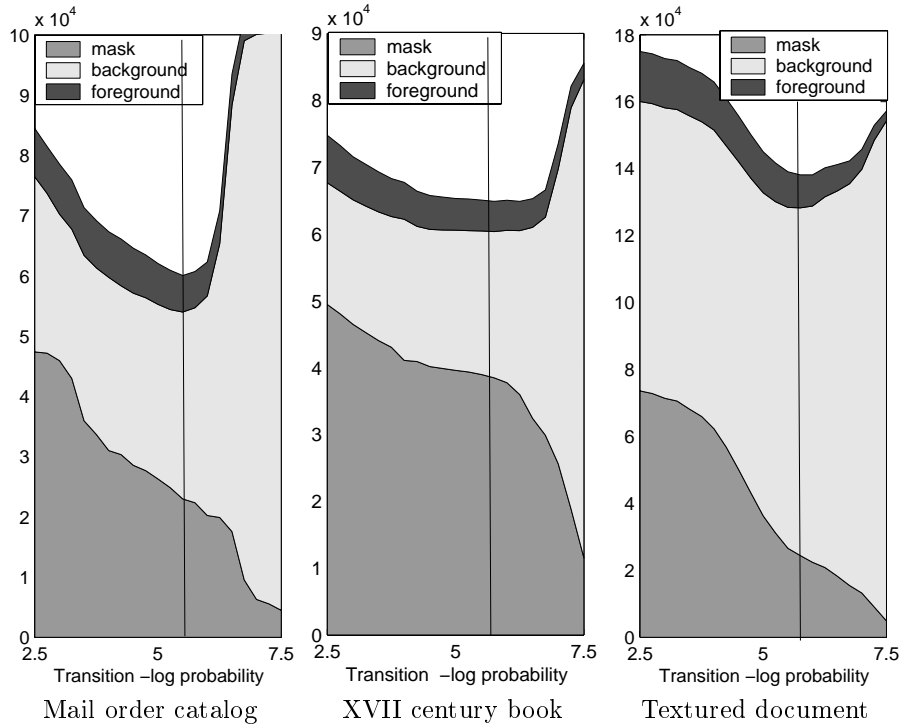 x 10^4
10
9
8
7
6
5
4
3
2
1
0
mask
background
foreground
2.5 5 7.5
Transition −log probability
Mail order catalog
x 10^4
9
8
7
6
5
4
3
2
1
0
mask
background
foreground
2.5 5 7.5
Transition −log probability
XVII century book
x 10^4
18
16
14
12
10
8
6
4
2
0
mask
background
foreground
2.5 5 7.5
Transition −log probability
Textured document